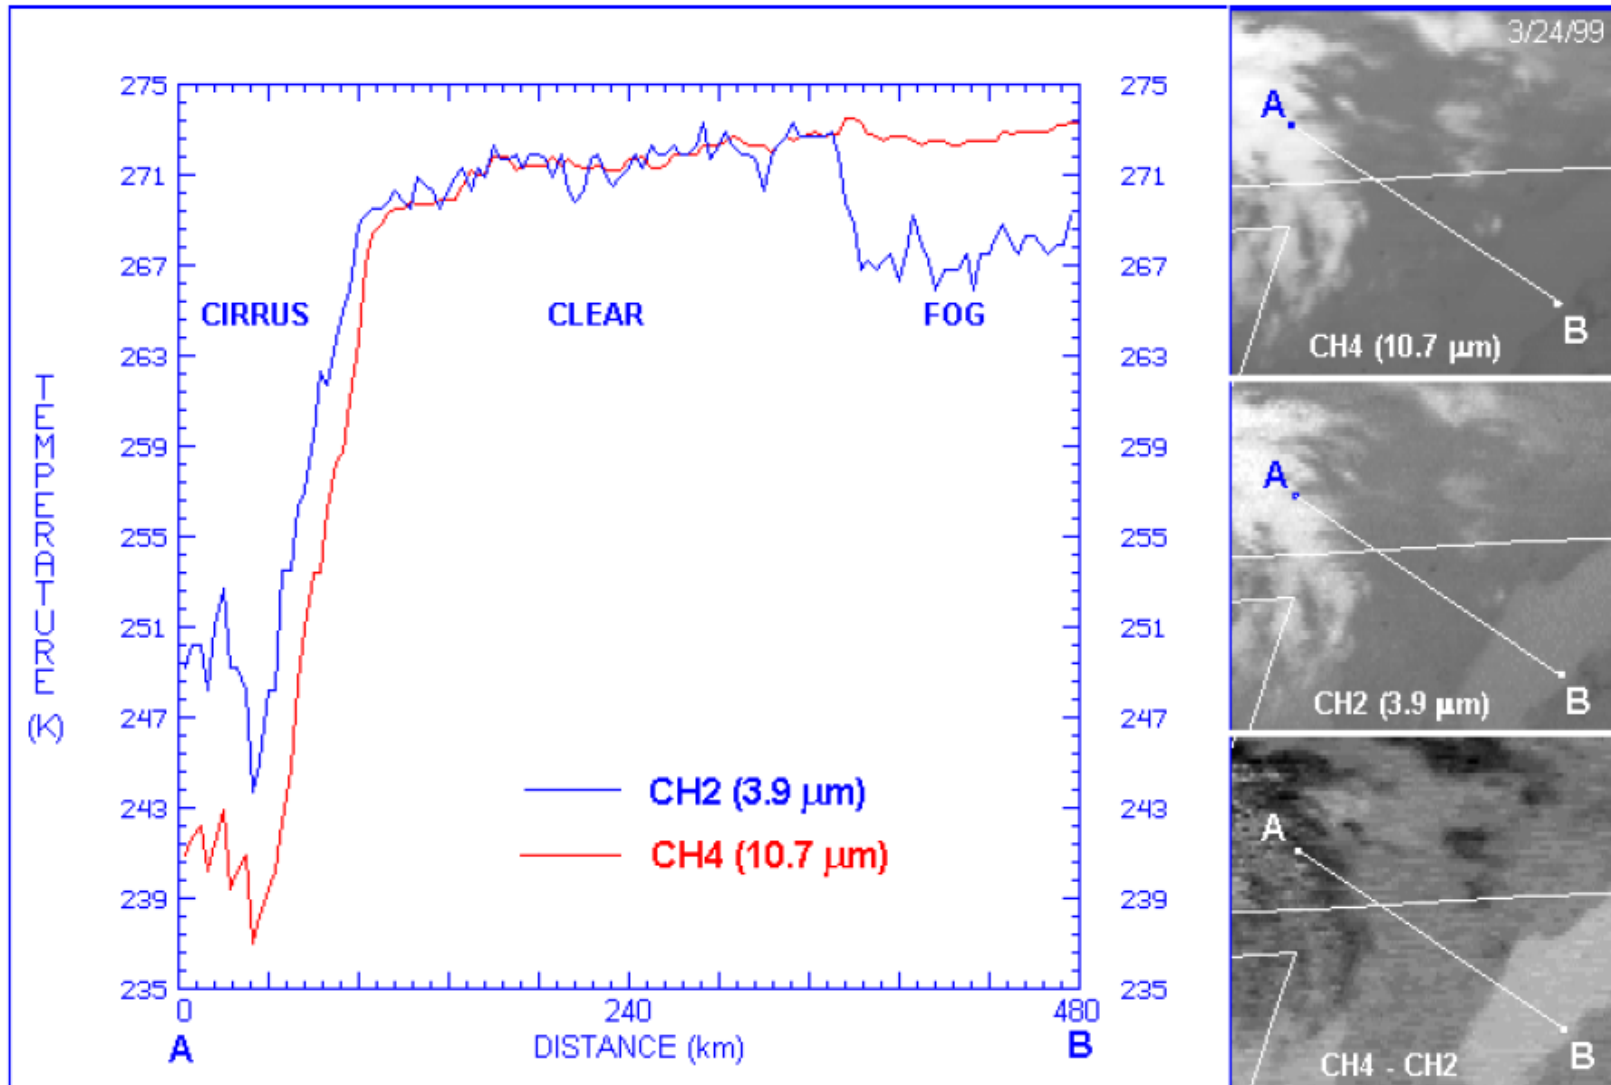 3/24/99
275
271
267
263
259
255
251
247
243
239
235
275
271
267
263
259
255
251
247
243
239
235
TEMPERATURE (K)
CIRRUS
CLEAR
FOG
CH2 (3.9 μm)
CH4 (10.7 μm)
0
240
480
A
DISTANCE (km)
B
A
B
CH4 (10.7 μm)
A
B
CH2 (3.9 μm)
A
B
CH4 - CH2